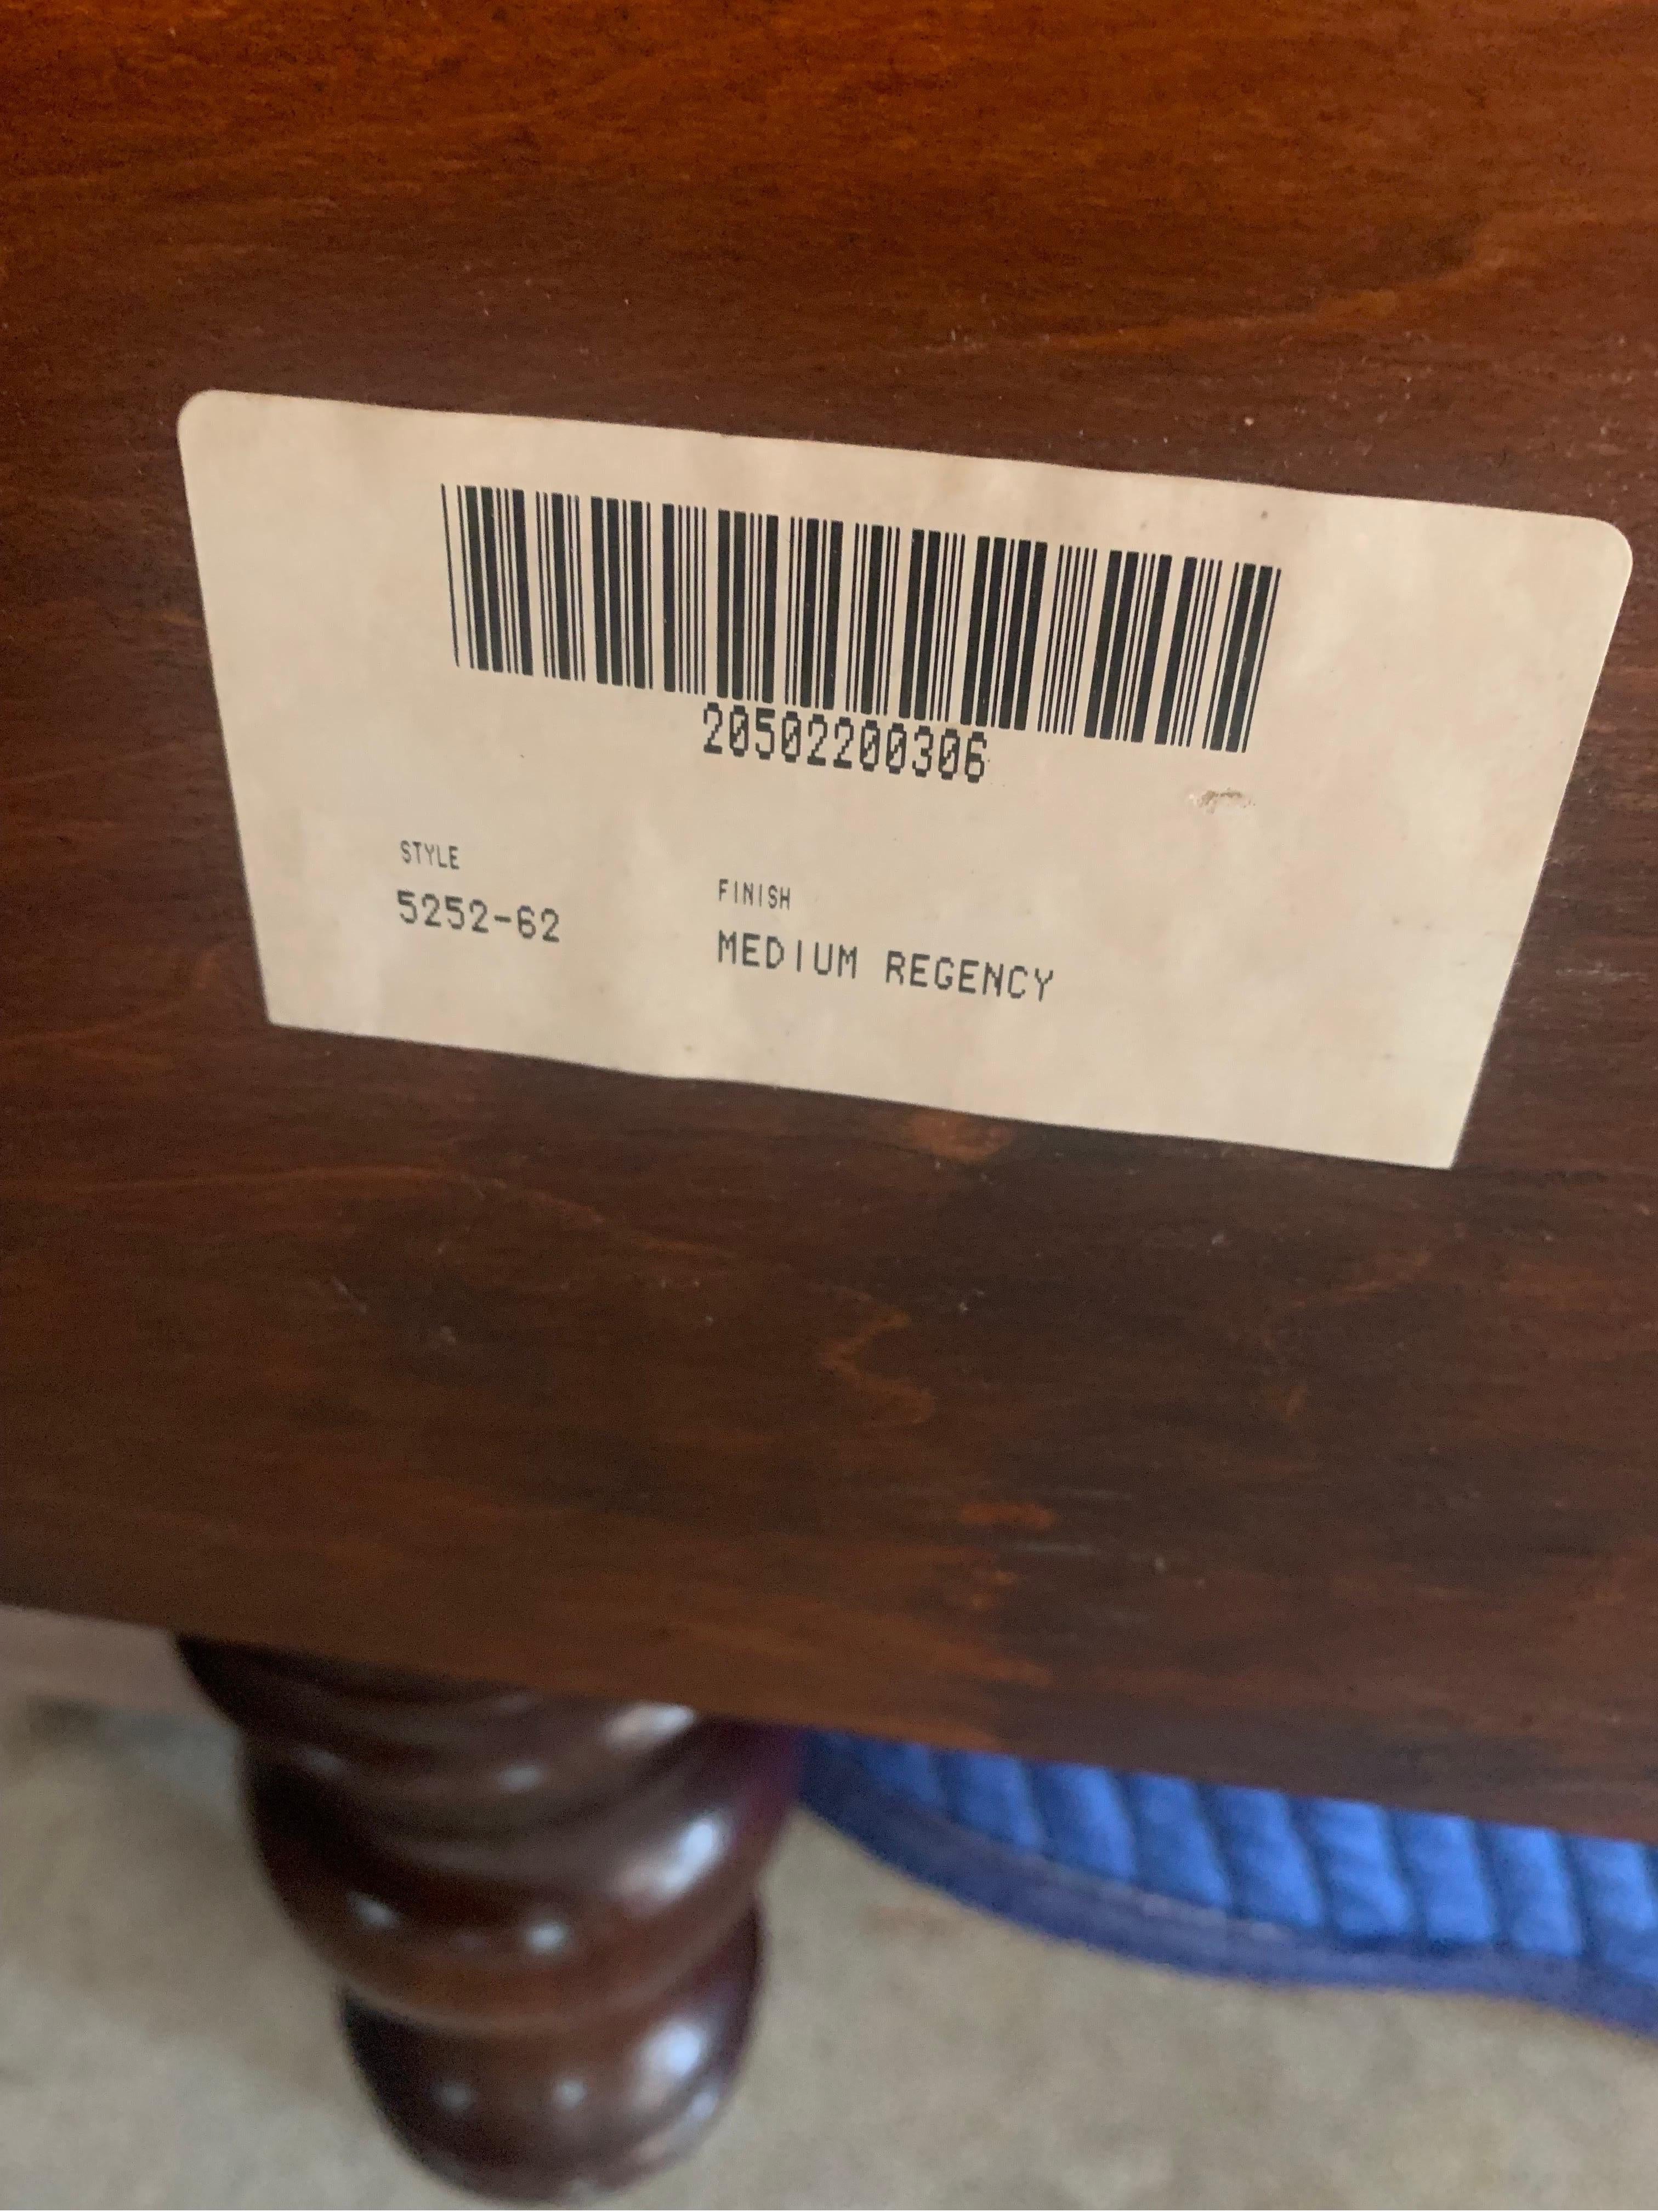 20502200306
STYLE
5252-62
FINISH
MEDIUM REGENCY